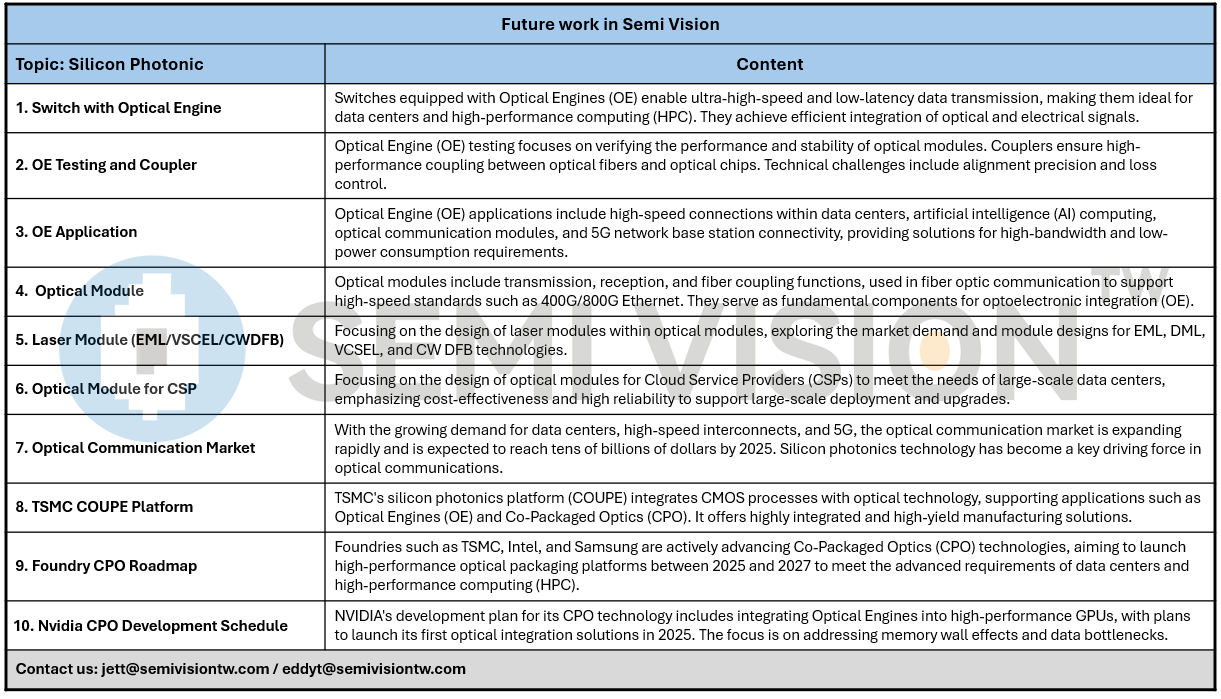 Future work in Semi Vision
Topic: Silicon Photonic
Content
1. Switch with Optical Engine
Switches equipped with Optical Engines (OE) enable ultra-high-speed and low-latency data transmission, making them ideal for
data centers and high-performance computing (HPC). They achieve efficient integration of optical and electrical signals.
2. OE Testing and Coupler
Optical Engine (OE) testing focuses on verifying the performance and stability of optical modules. Couplers ensure high-
performance coupling between optical fibers and optical chips. Technical challenges include alignment precision and loss
control.
3. OE Application
Optical Engine (OE) applications include high-speed connections within data centers, artificial intelligence (AI) computing,
optical communication modules, and 5G network base station connectivity, providing solutions for high-bandwidth and low-
power consumption requirements.
4. Optical Module
Optical modules include transmission, reception, and fiber coupling functions, used in fiber optic communication to support
high-speed standards such as 400G/800G Ethernet. They serve as fundamental components for optoelectronic integration (OE).
5. Laser Module (EML/VSCEL/CWDFB)
Focusing on the design of laser modules within optical modules, exploring the market demand and module designs for EML, DML,
VCSEL, and CW DFB technologies.
6. Optical Module for CSP
Focusing on the design of optical modules for Cloud Service Providers (CSPs) to meet the needs of large-scale data centers,
emphasizing cost-effectiveness and high reliability to support large-scale deployment and upgrades.
7. Optical Communication Market
With the growing demand for data centers, high-speed interconnects, and 5G, the optical communication market is expanding
rapidly and is expected to reach tens of billions of dollars by 2025. Silicon photonics technology has become a key driving force in
optical communications.
8. TSMC COUPE Platform
TSMC's silicon photonics platform (COUPE) integrates CMOS processes with optical technology, supporting applications such as
Optical Engines (OE) and Co-Packaged Optics (CPO). It offers highly integrated and high-yield manufacturing solutions.
9. Foundry CPO Roadmap
Foundries such as TSMC, Intel, and Samsung are actively advancing Co-Packaged Optics (CPO) technologies, aiming to launch
high-performance optical packaging platforms between 2025 and 2027 to meet the advanced requirements of data centers and
high-performance computing (HPC).
10. Nvidia CPO Development Schedule
NVIDIA's development plan for its CPO technology includes integrating Optical Engines into high-performance GPUs, with plans
to launch its first optical integration solutions in 2025. The focus is on addressing memory wall effects and data bottlenecks.
Contact us: jett@semivisiontw.com / eddyt@semivisiontw.com
SEMI VISION TW